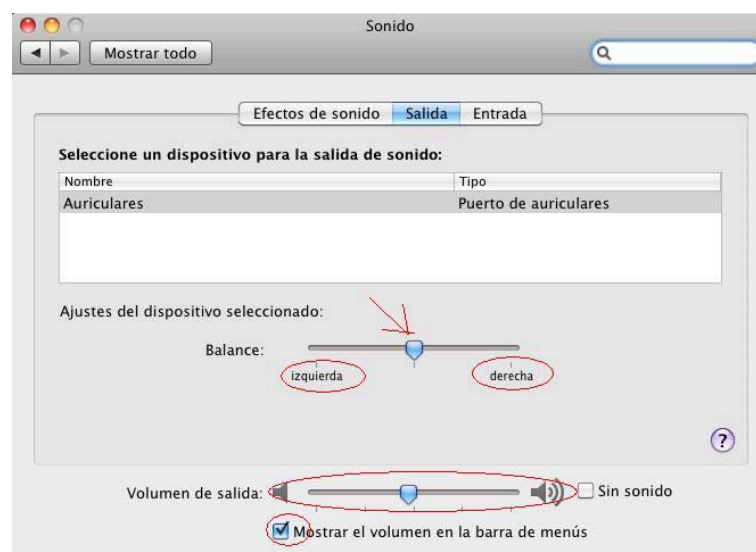 Sonido
Mostrar todo
Efectos de sonido Salida Entrada
Seleccione un dispositivo para la salida de sonido:
Nombre Tipo
Auriculares Puerto de auriculares
Ajustes del dispositivo seleccionado:
Balance:
izquierda derecha
?
Volumen de salida: Sin sonido
Mostrar el volumen en la barra de menús